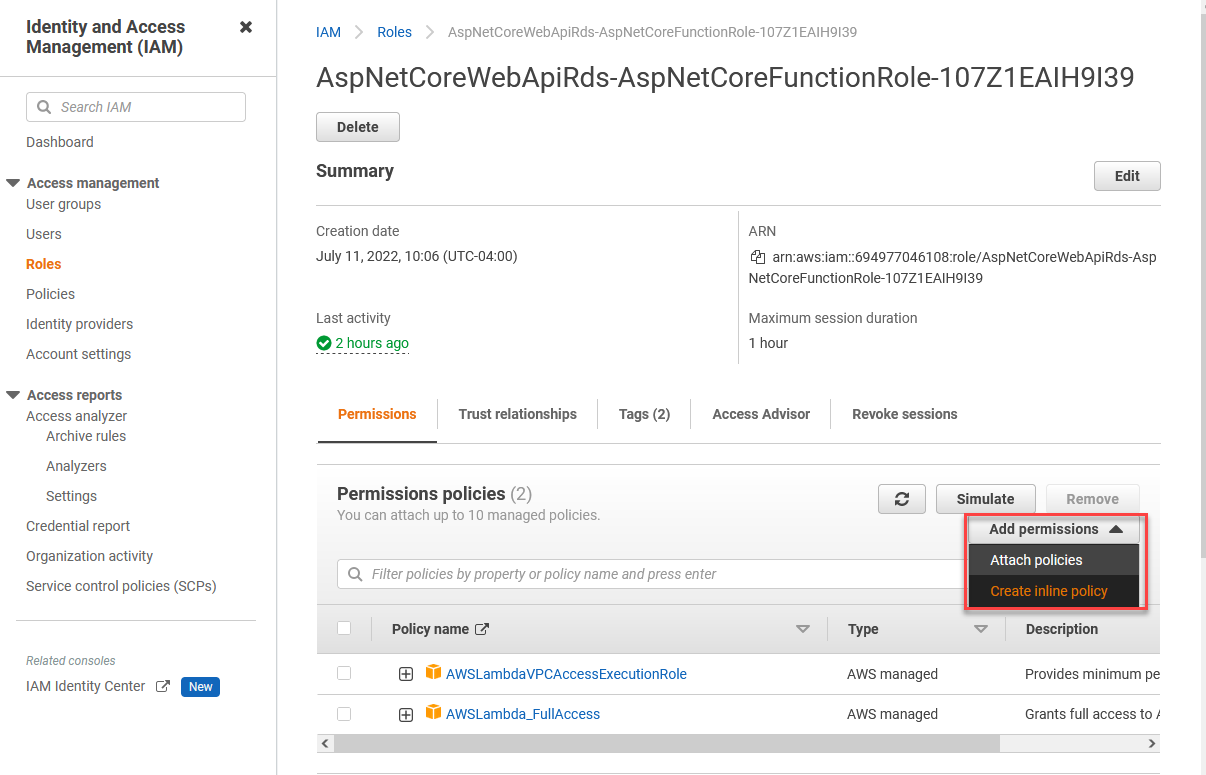 Identity and Access
Management (IAM)
Search IAM
Dashboard
Access management
User groups
Users
Roles
Policies
Identity providers
Account settings
Access reports
Access analyzer
Archive rules
Analyzers
Settings
Credential report
Organization activity
Service control policies (SCPs)
Related consoles
IAM Identity Center New
IAM Roles AspNetCoreWebApiRds-AspNetCoreFunctionRole-107Z1EAIH9I39
AspNetCoreWebApiRds-AspNetCoreFunctionRole-107Z1EAIH9I39
Delete
Summary
Edit
Creation date
July 11, 2022, 10:06 (UTC-04:00)
ARN
arn:aws:iam::694977046108:role/AspNetCoreWebApiRds-Asp
NetCoreFunctionRole-107Z1EAIH9I39
Last activity
2 hours ago
Maximum session duration
1 hour
Permissions Trust relationships Tags (2) Access Advisor Revoke sessions
Permissions policies (2)
You can attach up to 10 managed policies.
Simulate Remove
Add permissions
Attach policies
Create inline policy
Filter policies by property or policy name and press enter
Policy name Type Description
AWSLambdaVPCAccessExecutionRole AWS managed Provides minimum pe
AWSLambda_FullAccess AWS managed Grants full access to A